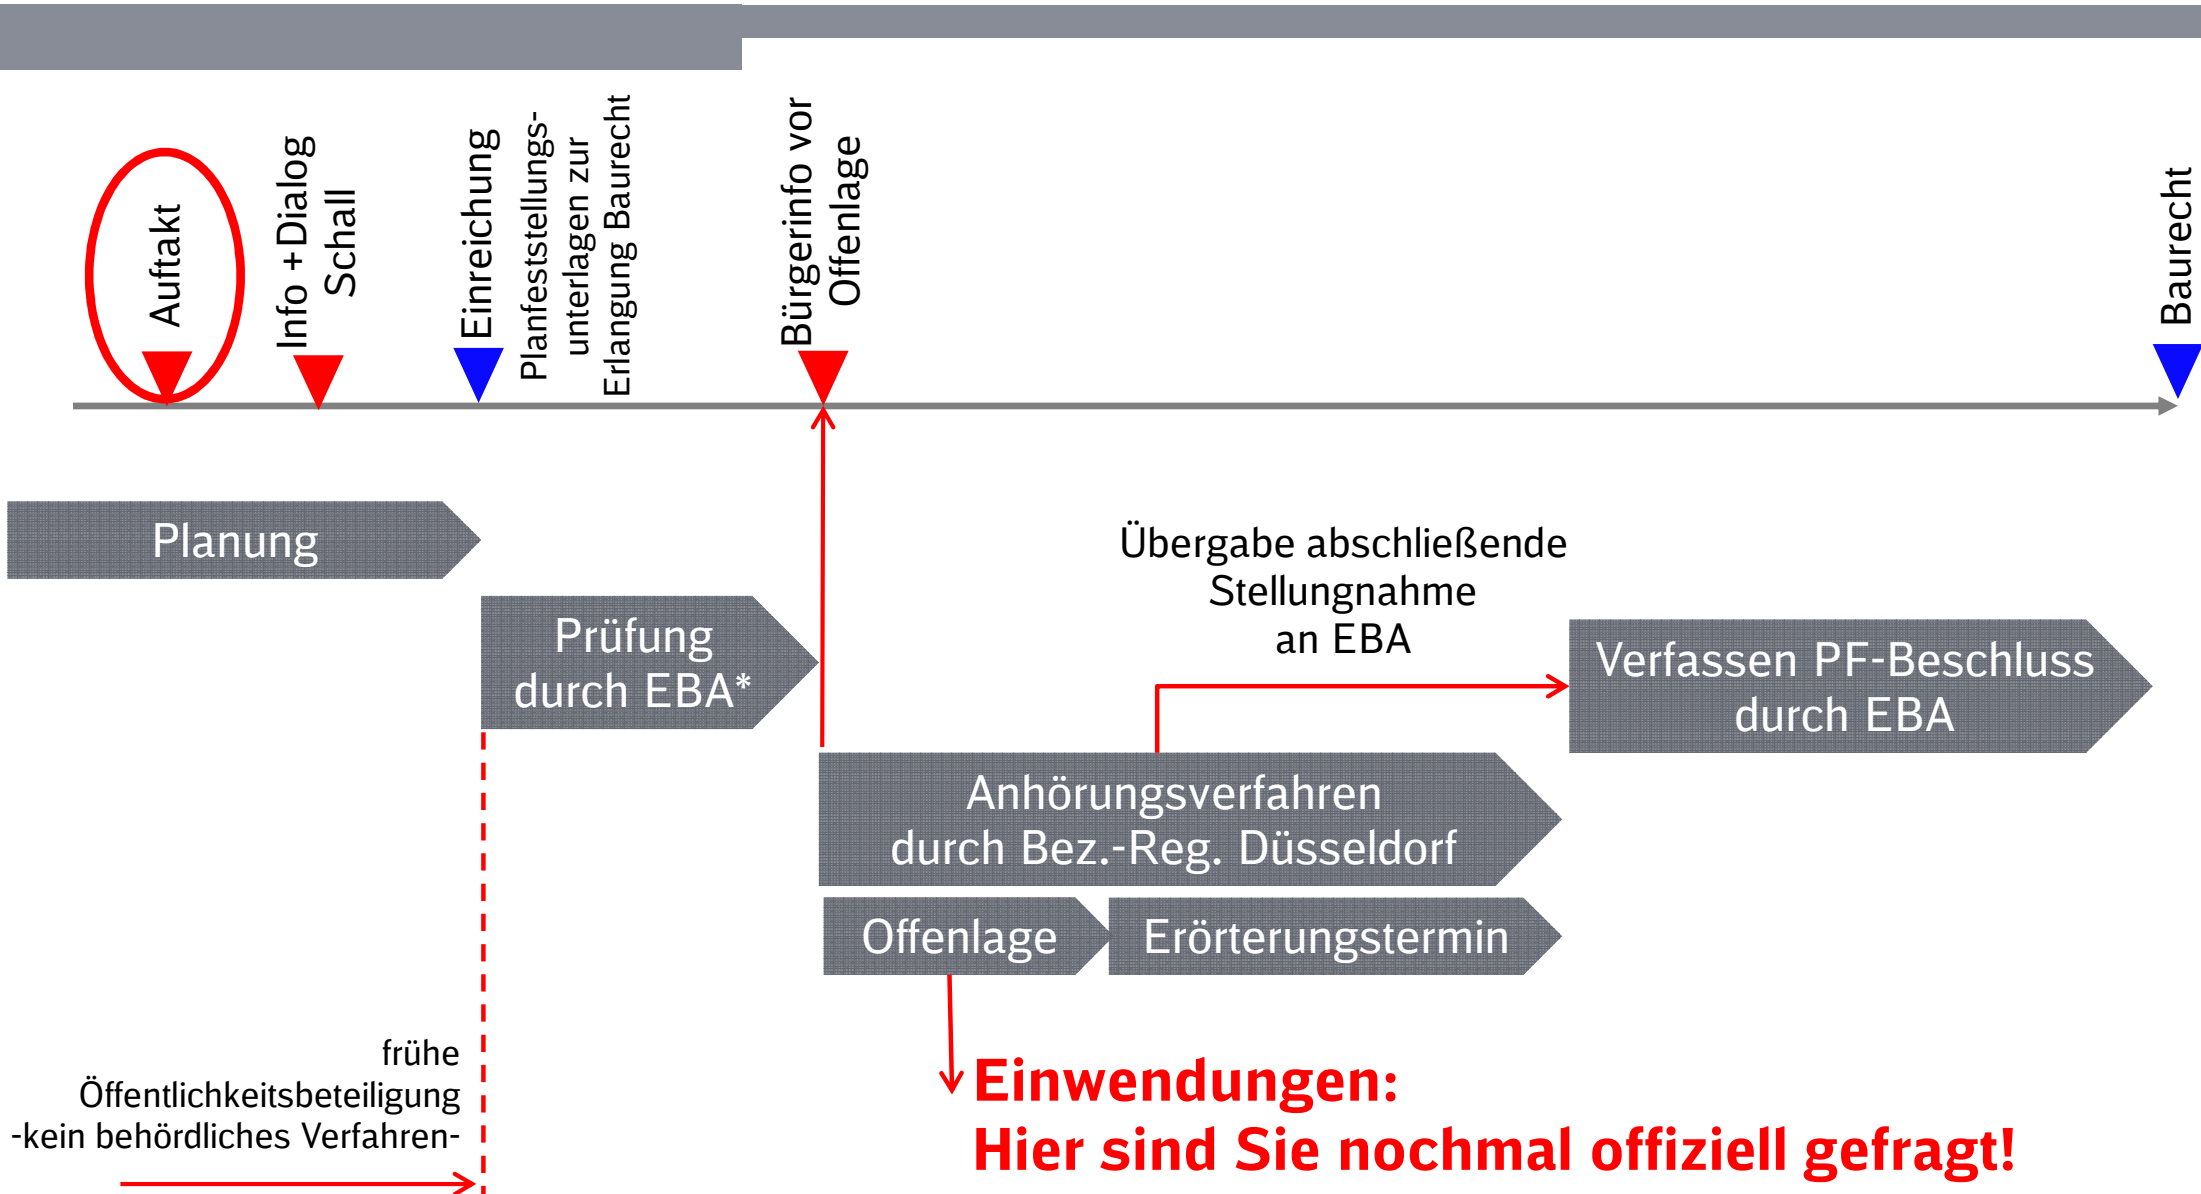 Auftakt
Info +Dialog
Schall
Einreichung
Planfeststellungs-
unterlagen zur
Erlangung Baurecht
Bürgerinfo vor
Offenlage
Baurecht
Planung
Prüfung
durch EBA*
Übergabe abschließende
Stellungnahme
an EBA
Verfassen PF-Beschluss
durch EBA
Anhörungsverfahren
durch Bez.-Reg. Düsseldorf
Offenlage
Erörterungstermin
frühe
Öffentlichkeitsbeteiligung
-kein behördliches Verfahren-
Einwendungen:
Hier sind Sie nochmal offiziell gefragt!